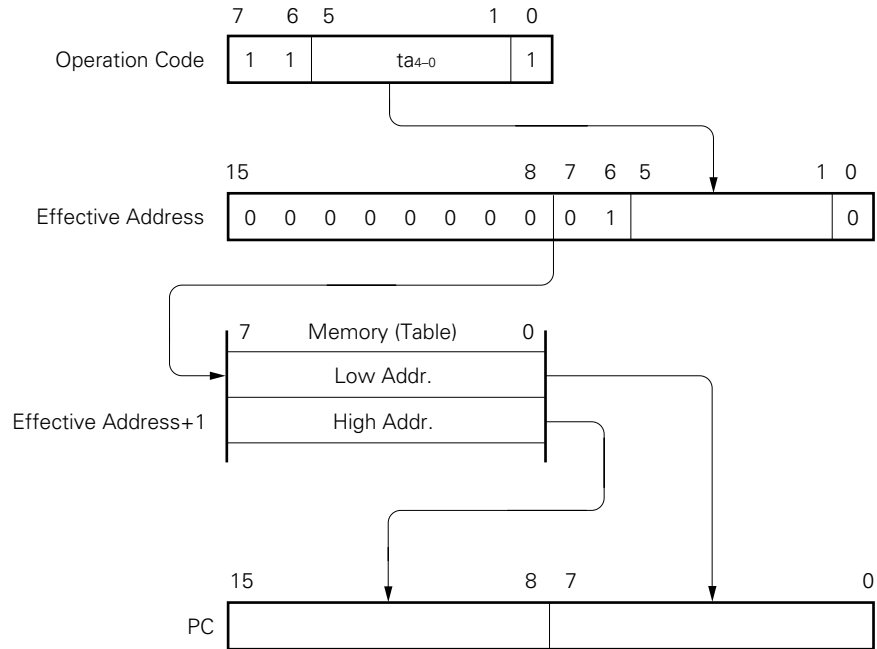 7 6 5 1 0
Operation Code 1 1 ta4–0 1
15 8 7 6 5 1 0
Effective Address 0 0 0 0 0 0 0 0 0 1 0
7 Memory (Table) 0
Low Addr.
Effective Address+1 High Addr.
15 8 7 0
PC